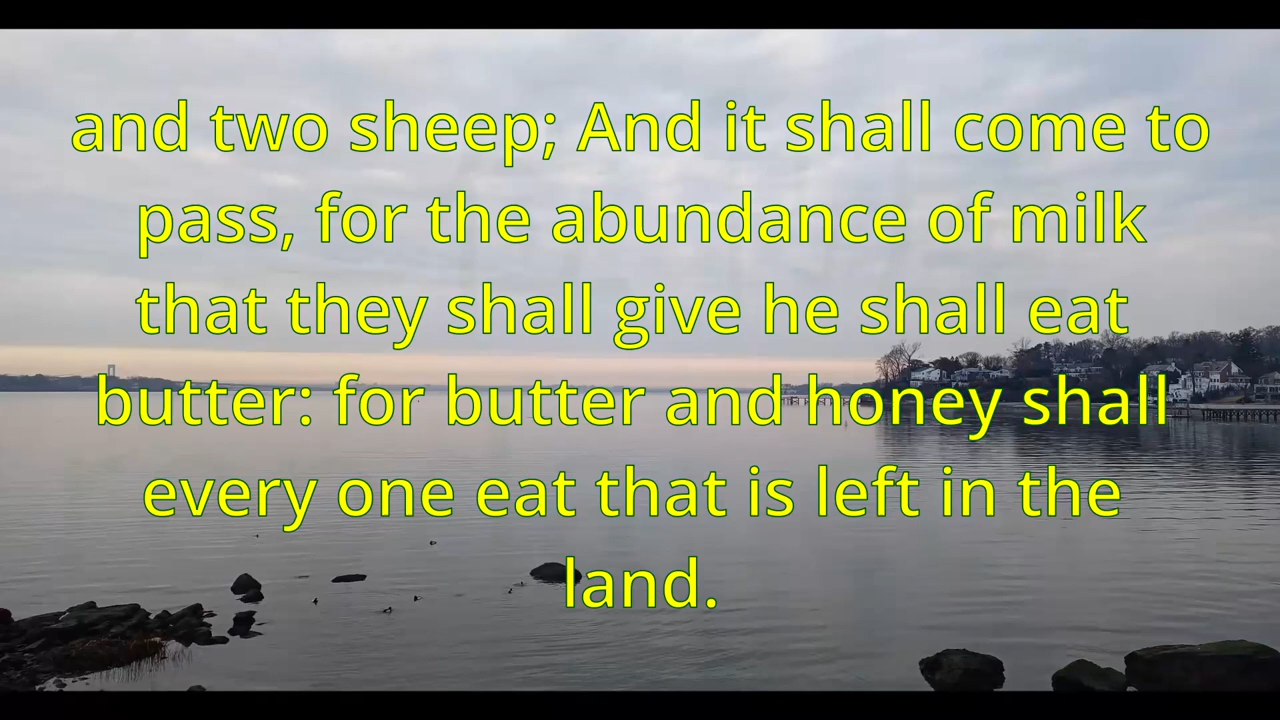 and two sheep; And it shall come to
pass, for the abundance of milk
that they shall give he shall eat
butter: for butter and honey shall
every one eat that is left in the
land.